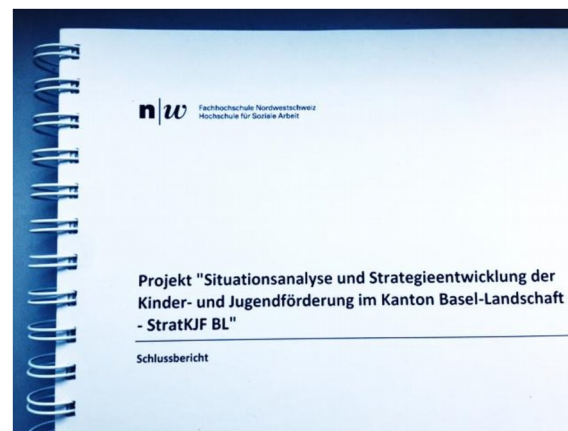 n|w Fachhochschule Nordwestschweiz
Hochschule für Soziale Arbeit
Projekt "Situationsanalyse und Strategieentwicklung der
Kinder- und Jugendförderung im Kanton Basel-Landschaft
- StratKJF BL"
Schlussbericht